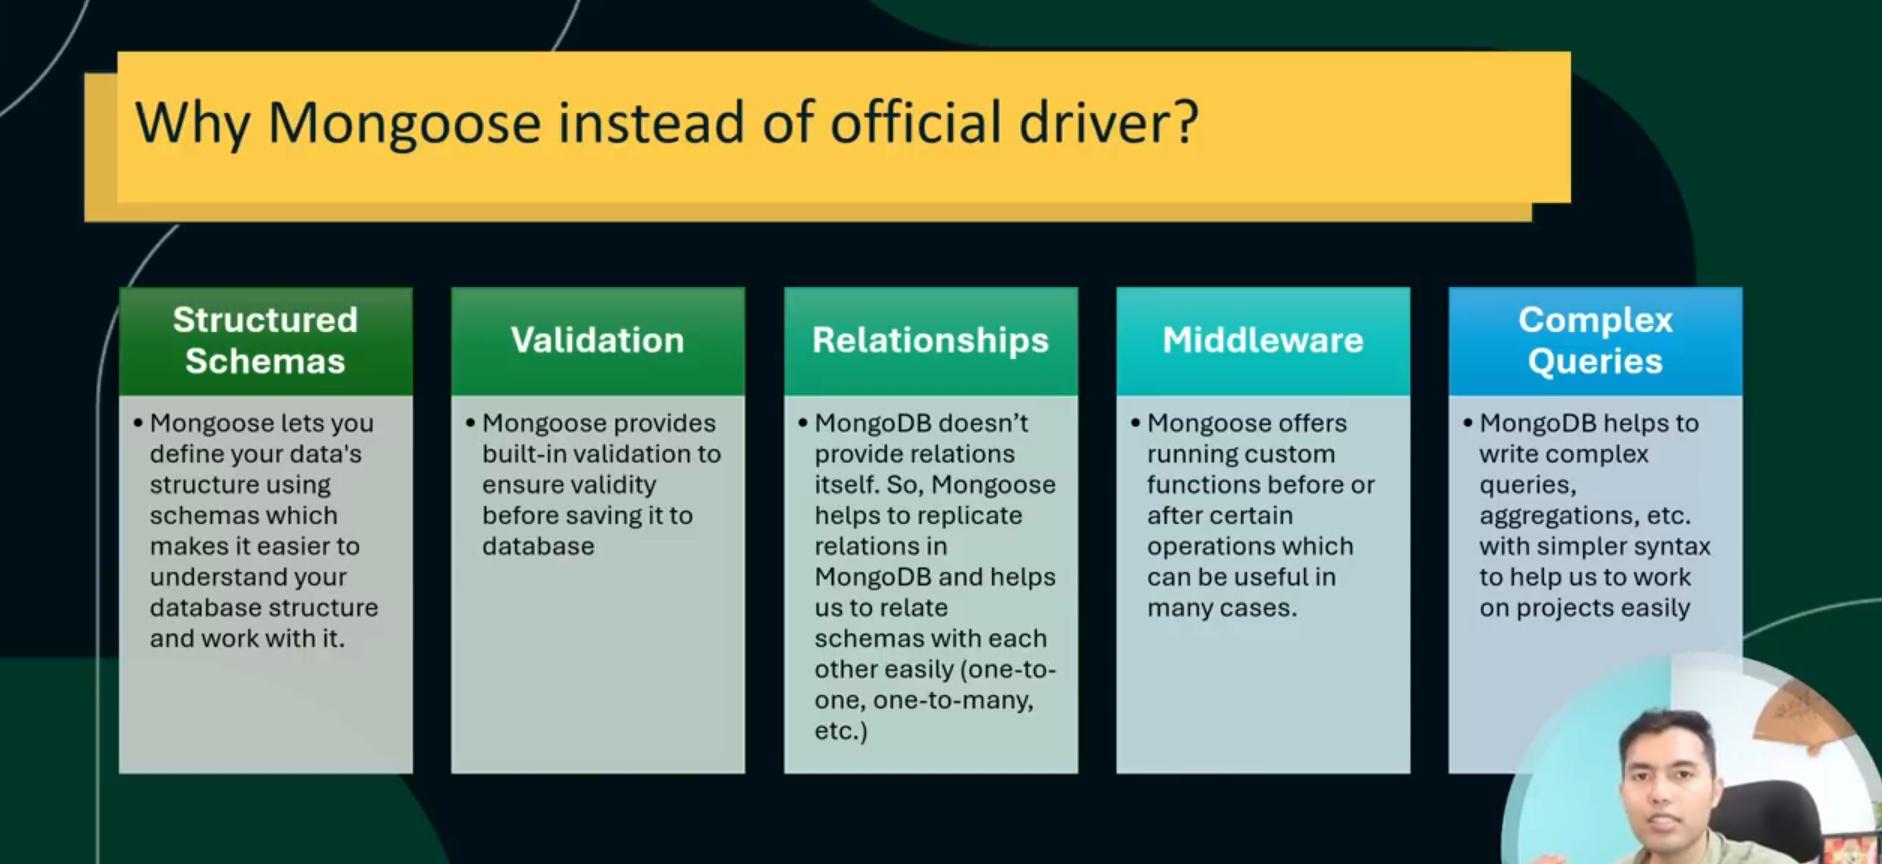 Why Mongoose instead of official driver?
Structured
Schemas
• Mongoose lets you
define your data's
structure using
schemas which
makes it easier to
understand your
database structure
and work with it.
Validation
• Mongoose provides
built-in validation to
ensure validity
before saving it to
database
Relationships
• MongoDB doesn’t
provide relations
itself. So, Mongoose
helps to replicate
relations in
MongoDB and helps
us to relate
schemas with each
other easily (one-to-
one, one-to-many,
etc.)
Middleware
• Mongoose offers
running custom
functions before or
after certain
operations which
can be useful in
many cases.
Complex
Queries
• MongoDB helps to
write complex
queries,
aggregations, etc.
with simpler syntax
to help us to work
on projects easily